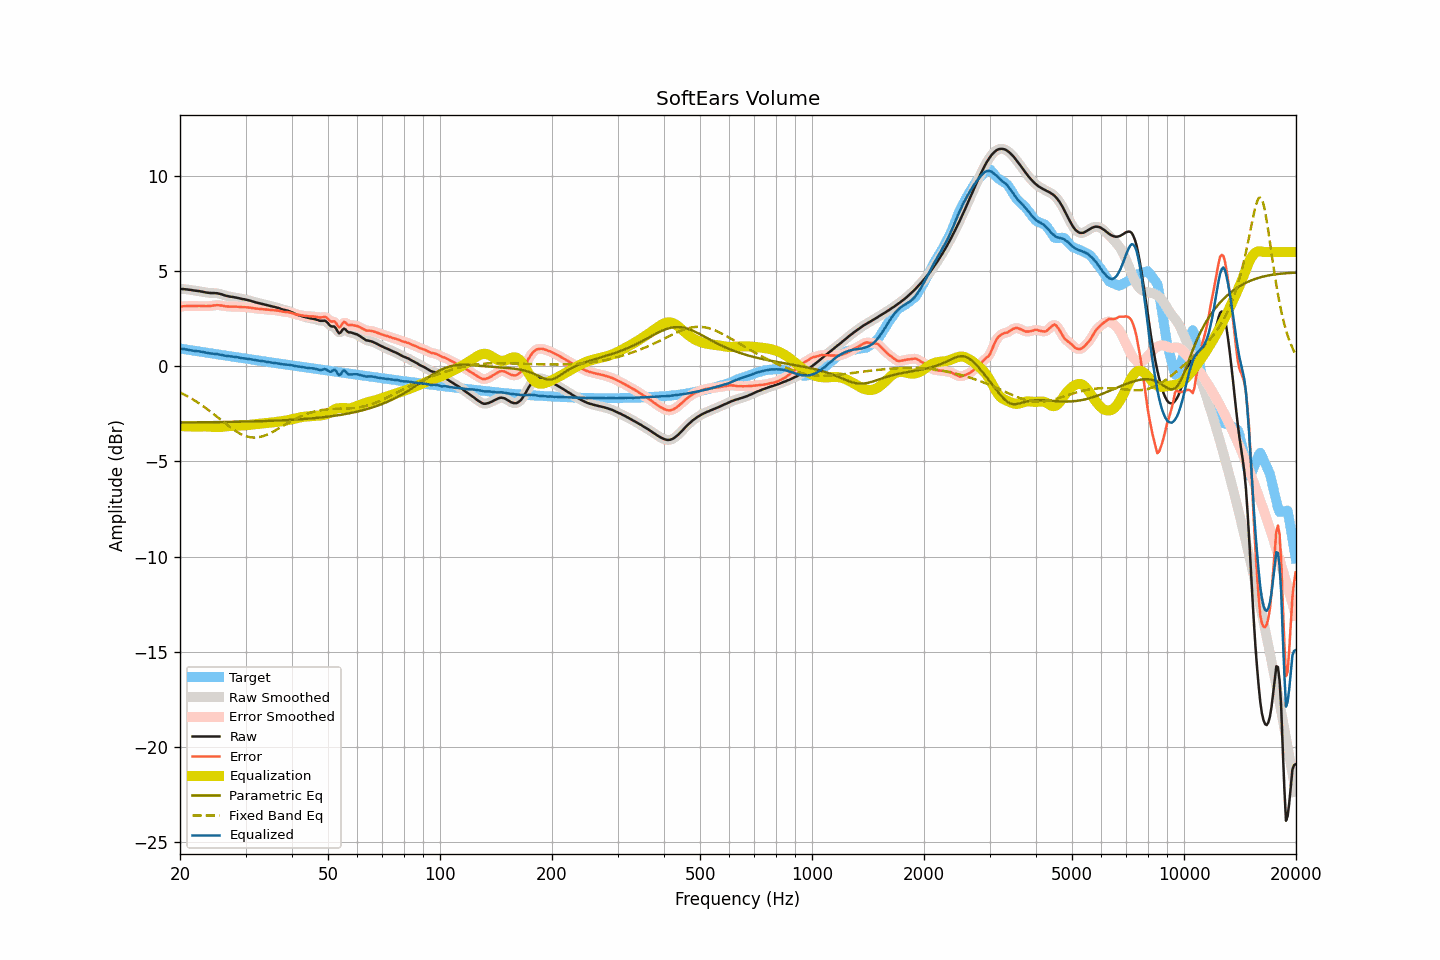 SoftEars Volume
Amplitude (dBr)
10
5
0
−5
−10
−15
−20
−25
Target
Raw Smoothed
Error Smoothed
Raw
Error
Equalization
Parametric Eq
Fixed Band Eq
Equalized
20 50 100 200 500 1000 2000 5000 10000 20000
Frequency (Hz)